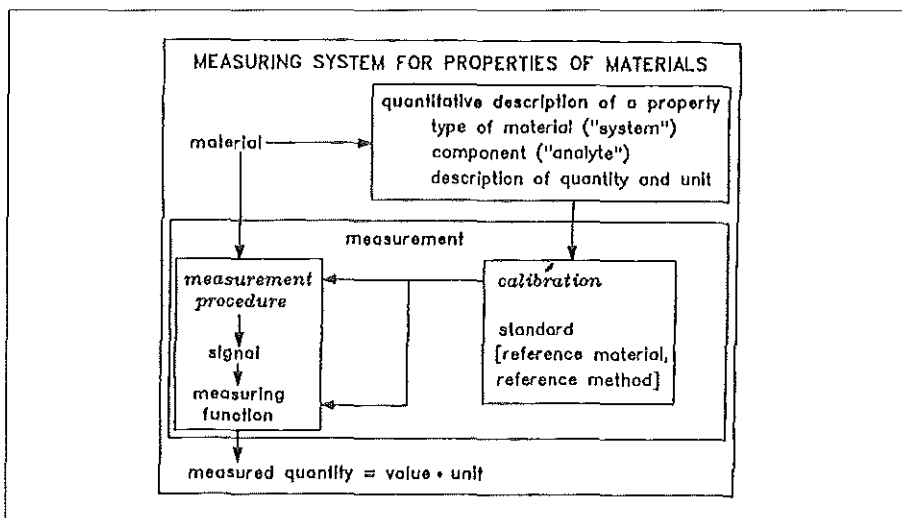 MEASURING SYSTEM FOR PROPERTIES OF MATERIALS
quantitative description of a property
type of material ("system")
component ("analyte")
description of quantity and unit
material
measurement
measurement
procedure
signal
measuring
function
calibration
standard
[reference material,
reference method]
measured quantity = value • unit